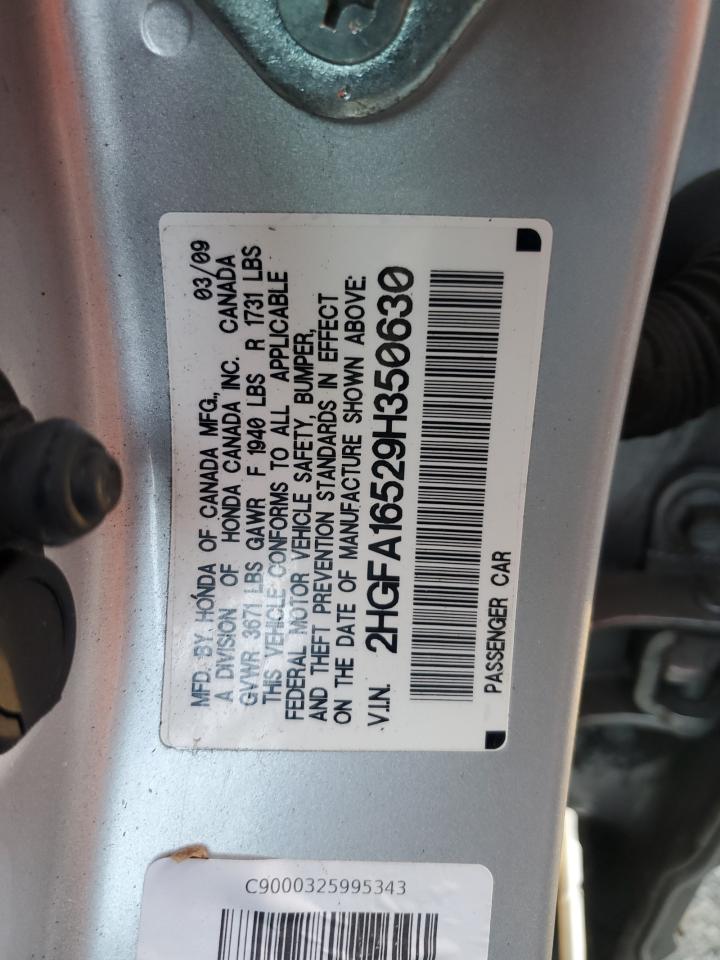 MFD. BY HONDA OF CANADA MFG., 03/09
A DIVISION OF HONDA CANADA INC. CANADA
GVWR 3671 LBS GAWR F 1940 LBS R 1731 LBS
THIS VEHICLE CONFORMS TO ALL APPLICABLE
FEDERAL MOTOR VEHICLE SAFETY, BUMPER,
AND THEFT PREVENTION STANDARDS IN EFFECT
ON THE DATE OF MANUFACTURE SHOWN ABOVE:
V.I.N. 2HGFA16529H350630
PASSENGER CAR
C9000325995343